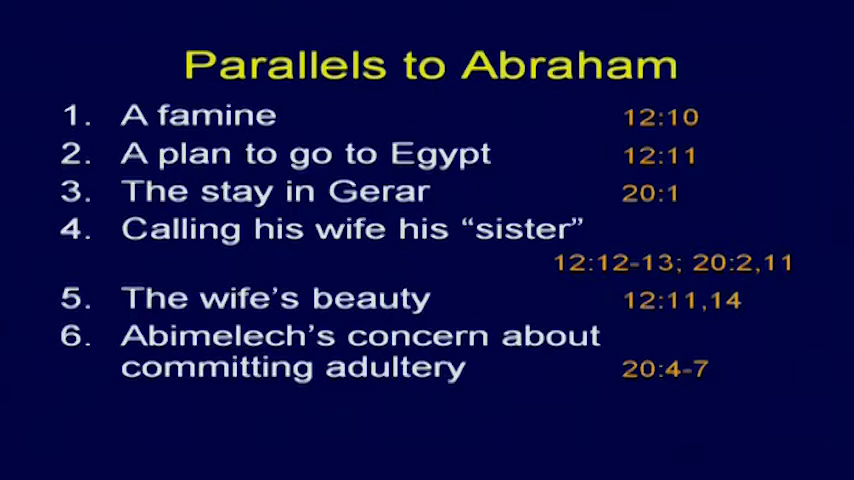 Parallels to Abraham
1. A famine 12:10
2. A plan to go to Egypt 12:11
3. The stay in Gerar 20:1
4. Calling his wife his “sister”
12:12-13; 20:2,11
5. The wife’s beauty 12:11,14
6. Abimelech’s concern about
committing adultery 20:4-7